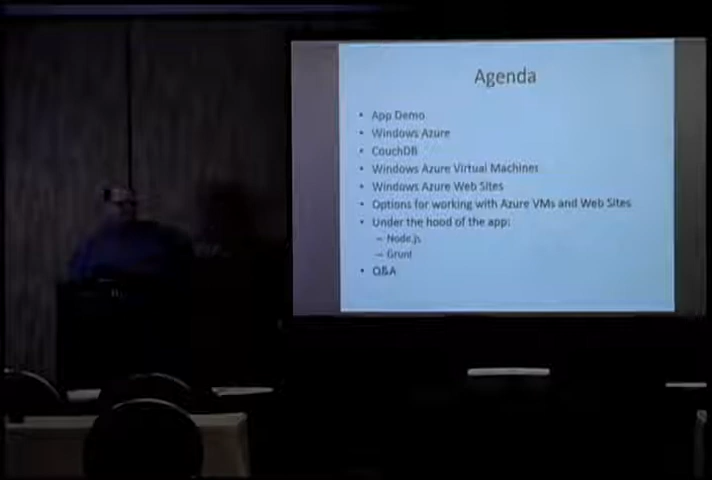 Agenda
• App Demo
• Windows Azure
• CouchDB
• Windows Azure Virtual Machines
• Windows Azure Web Sites
• Options for working with Azure VMs and Web Sites
• Under the hood of the app:
– Node.js
– Grunt
• Q&A